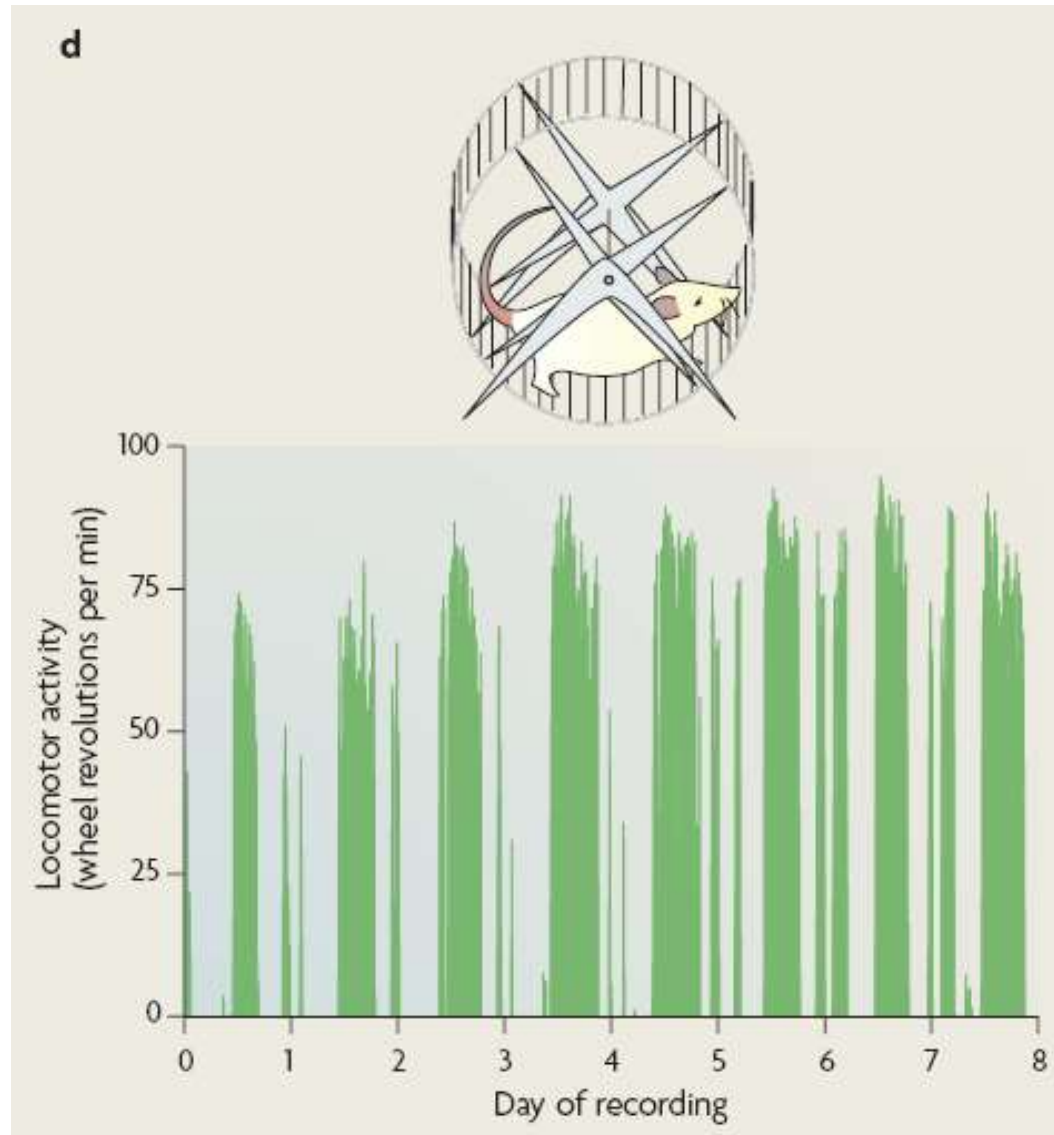 d
100
75
50
25
0
Locomotor activity
(wheel revolutions per min)
0 1 2 3 4 5 6 7 8
Day of recording